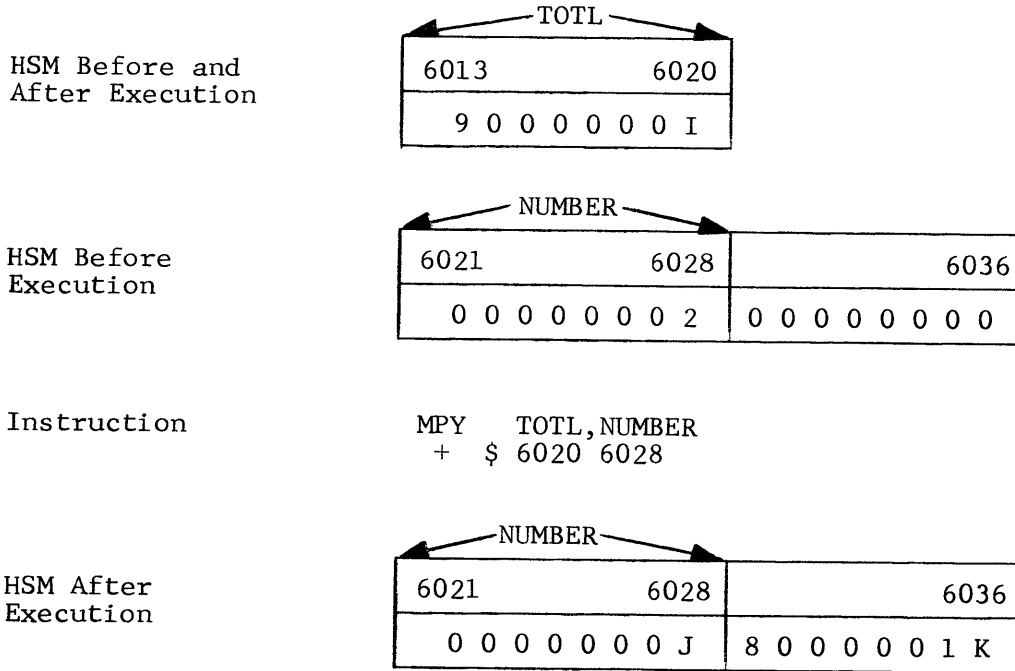 TOTL
HSM Before and
After Execution
6013 6020
9 0 0 0 0 0 0 I
NUMBER
HSM Before
Execution
6021 6028 6036
0 0 0 0 0 0 0 2 0 0 0 0 0 0 0 0
Instruction
MPY TOTL,NUMBER
+ $ 6020 6028
NUMBER
HSM After
Execution
6021 6028 6036
0 0 0 0 0 0 0 J 8 0 0 0 0 0 1 K